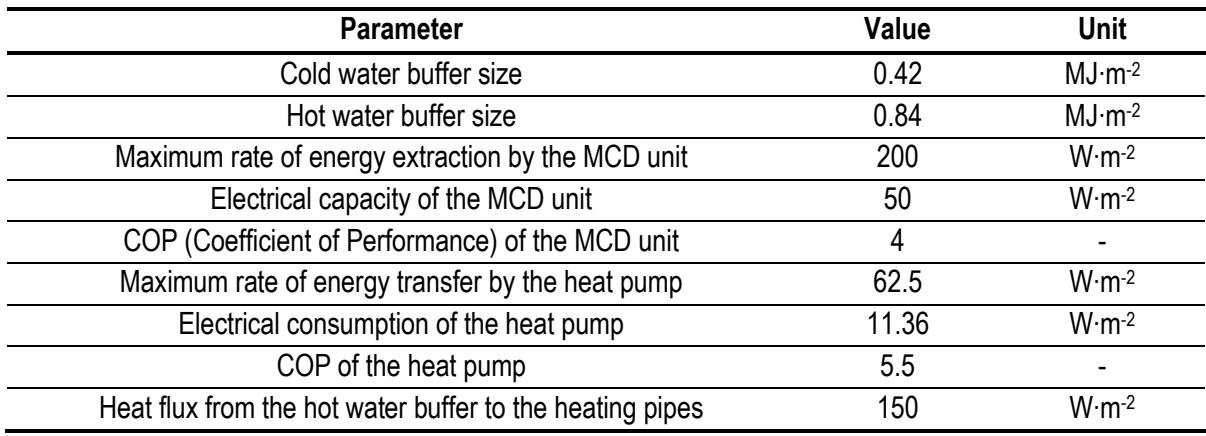 Parameter Value Unit
Cold water buffer size 0.42 MJ·m-2
Hot water buffer size 0.84 MJ·m-2
Maximum rate of energy extraction by the MCD unit 200 W·m-2
Electrical capacity of the MCD unit 50 W·m-2
COP (Coefficient of Performance) of the MCD unit 4 -
Maximum rate of energy transfer by the heat pump 62.5 W·m-2
Electrical consumption of the heat pump 11.36 W·m-2
COP of the heat pump 5.5 -
Heat flux from the hot water buffer to the heating pipes 150 W·m-2